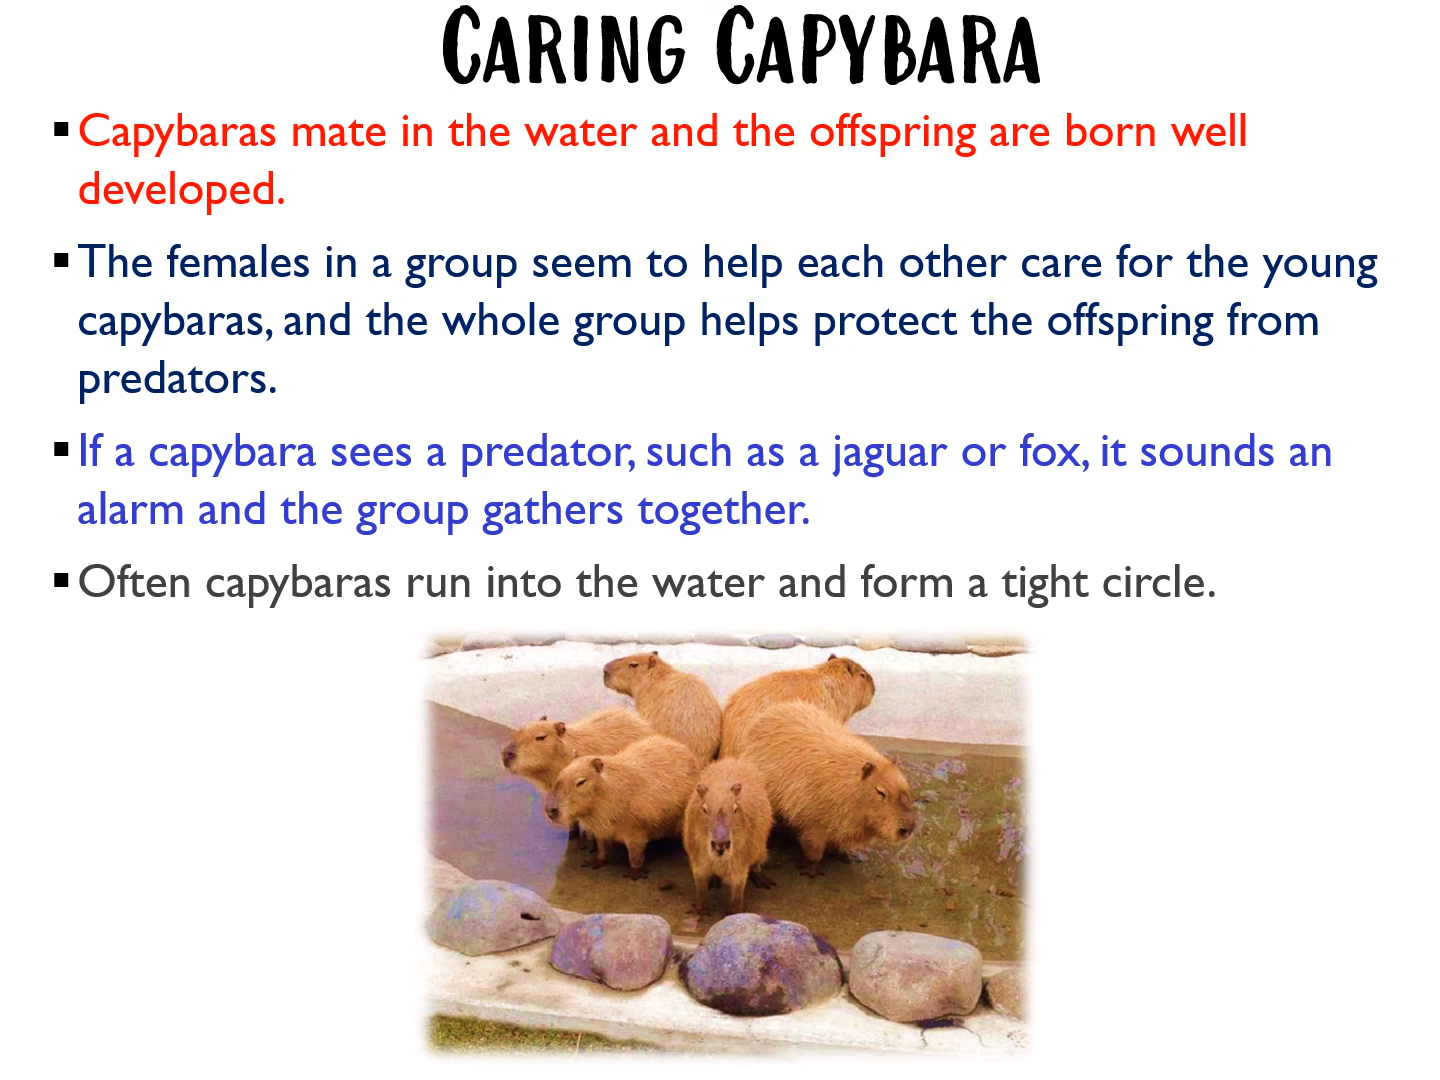 CARING CAPYBARA
▪Capybaras mate in the water and the offspring are born well
developed.
▪The females in a group seem to help each other care for the young
capybaras, and the whole group helps protect the offspring from
predators.
▪If a capybara sees a predator, such as a jaguar or fox, it sounds an
alarm and the group gathers together.
▪Often capybaras run into the water and form a tight circle.